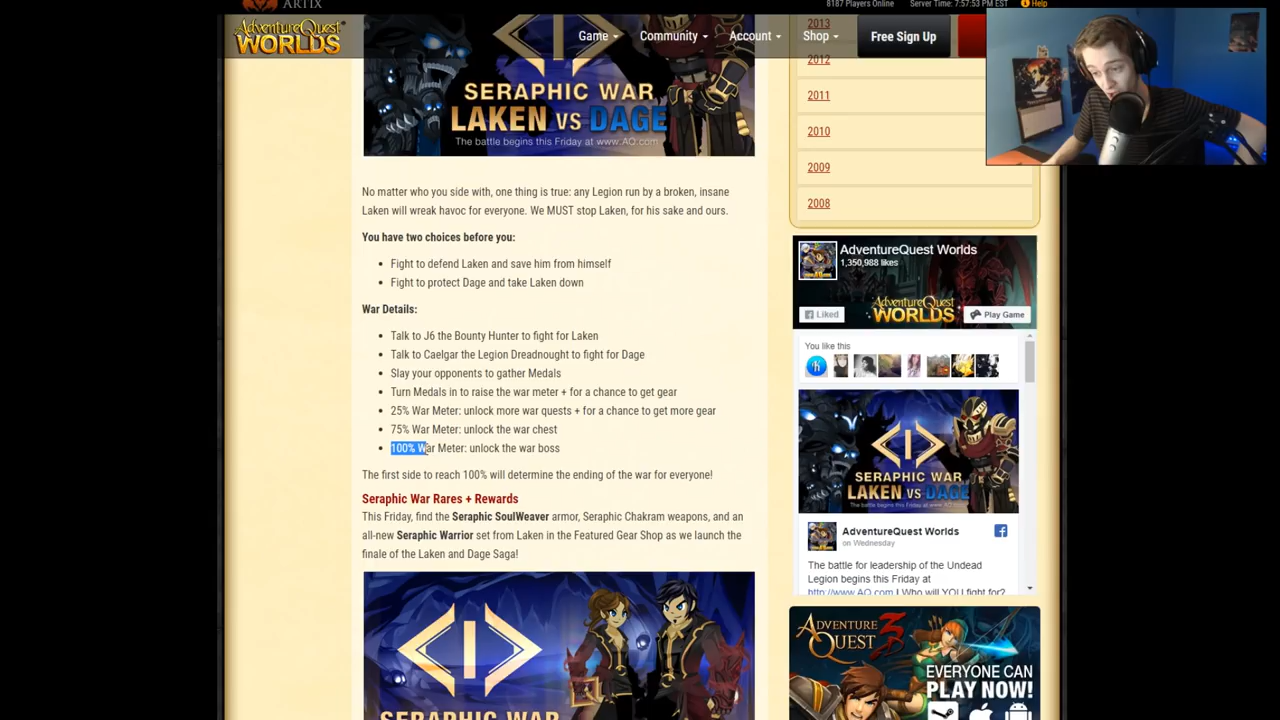 ARTIX
8187 Players Online Server Time: 7:57:53 PM EST Help
AdventureQuest WORLDS
Game Community Account Shop Free Sign Up
SERAPHIC WAR
LAKEN VS DAGE
The battle begins this Friday at www.AQ.com
No matter who you side with, one thing is true: any Legion run by a broken, insane
Laken will wreak havoc for everyone. We MUST stop Laken, for his sake and ours.
You have two choices before you:
Fight to defend Laken and save him from himself
Fight to protect Dage and take Laken down
War Details:
Talk to J6 the Bounty Hunter to fight for Laken
Talk to Caelgar the Legion Dreadnought to fight for Dage
Slay your opponents to gather Medals
Turn Medals in to raise the war meter + for a chance to get gear
25% War Meter: unlock more war quests + for a chance to get more gear
75% War Meter: unlock the war chest
100% War Meter: unlock the war boss
The first side to reach 100% will determine the ending of the war for everyone!
Seraphic War Rares + Rewards
This Friday, find the Seraphic SoulWeaver armor, Seraphic Chakram weapons, and an
all-new Seraphic Warrior set from Laken in the Featured Gear Shop as we launch the
finale of the Laken and Dage Saga!
SERAPHIC WAR
2013
2012
2011
2010
2009
2008
AdventureQuest Worlds
1,350,988 likes
AdventureQuest WORLDS
Liked
Play Game
You like this
SERAPHIC WAR
LAKEN VS DAGE
AdventureQuest Worlds
on Wednesday
The battle for leadership of the Undead
Legion begins this Friday at
http://www.AQ.com | Who will YOU fight for?
ADVENTURE QUEST 3D
EVERYONE CAN
PLAY NOW!